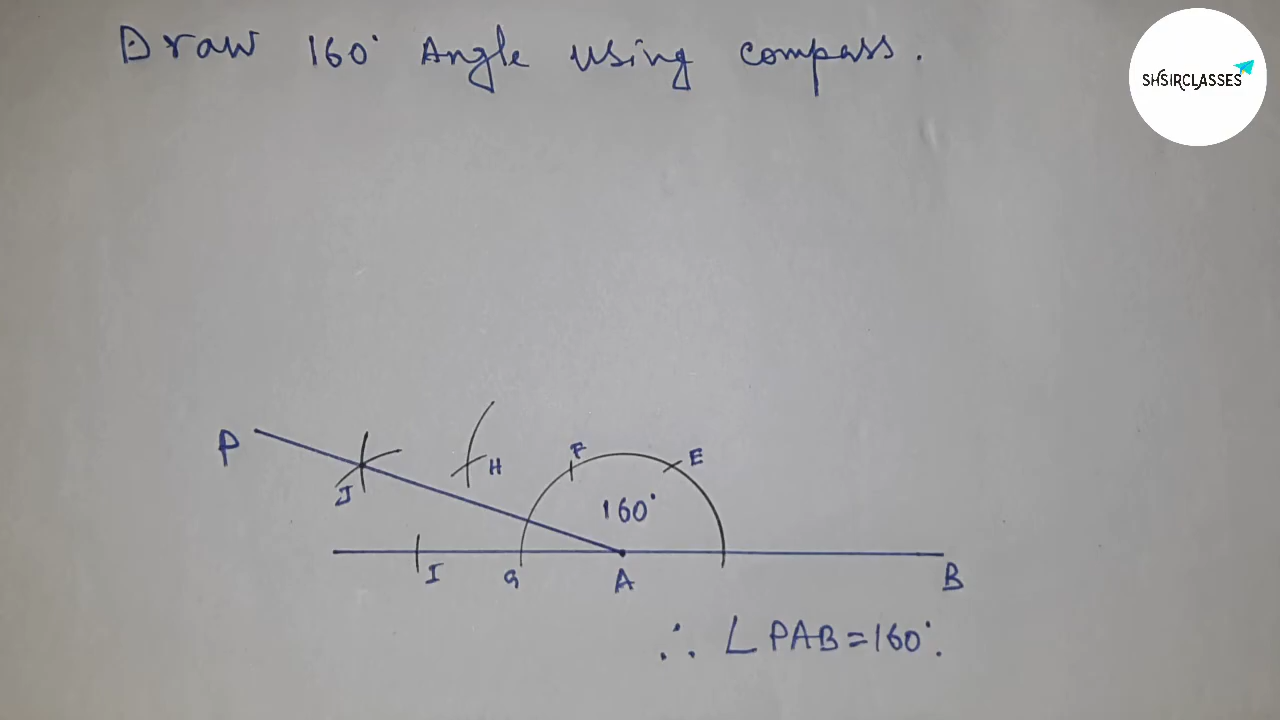 Draw 160° Angle using compass.
SHSIRCLASSES
P
J
H
F
E
160°
I
G
A
B
∴ ∠PAB=160°.